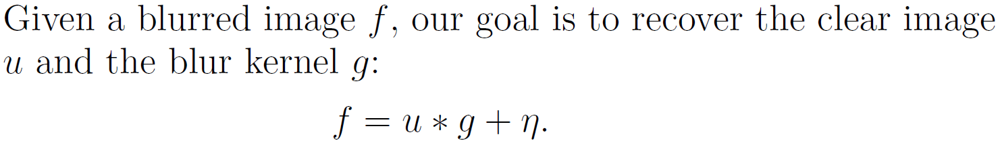 Given a blurred image f, our goal is to recover the clear image
u and the blur kernel g:
f = u ∗ g + η.